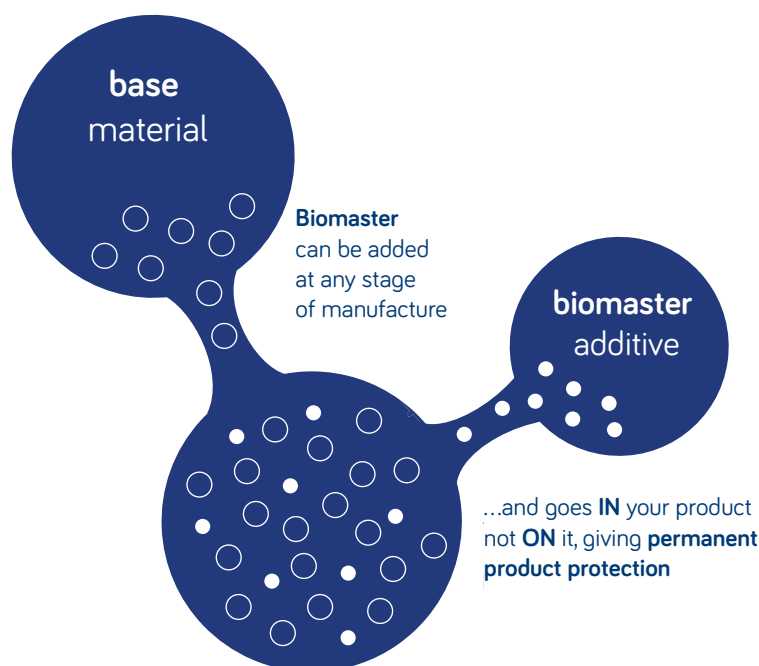 base
material
Biomaster
can be added
at any stage
of manufacture
biomaster
additive
...and goes IN your product
not ON it, giving permanent
product protection